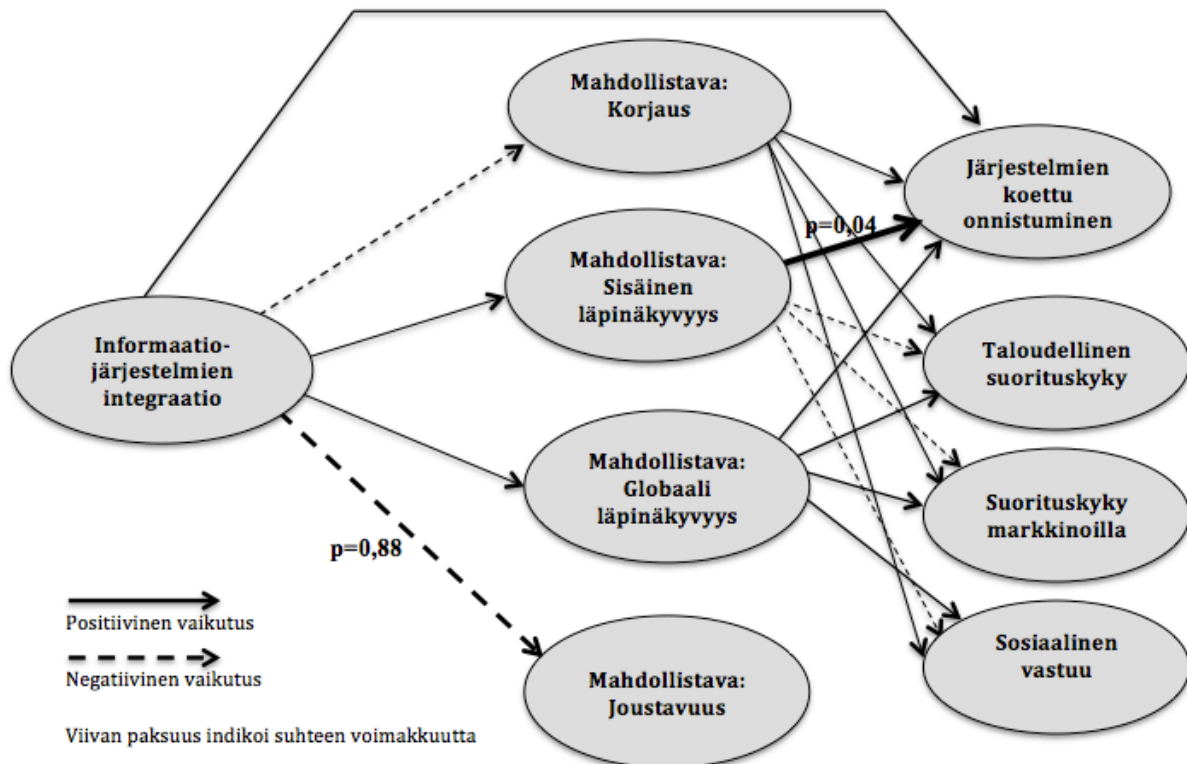 Mahdollistava:
Korjaus
Järjestelmien
koettu
onnistuminen
p=0,04
Mahdollistava:
Sisäinen
läpinäkyvyys
Informaatio-
järjestelmien
integraatio
Taloudellinen
suorituskyky
Mahdollistava:
Globaali
läpinäkyvyys
Suorituskyky
markkinoilla
p=0,88
Positiivinen vaikutus
Negatiivinen vaikutus
Viivan paksuus indikoi suhteen voimakkuutta
Mahdollistava:
Joustavuus
Sosiaalinen
vastuu